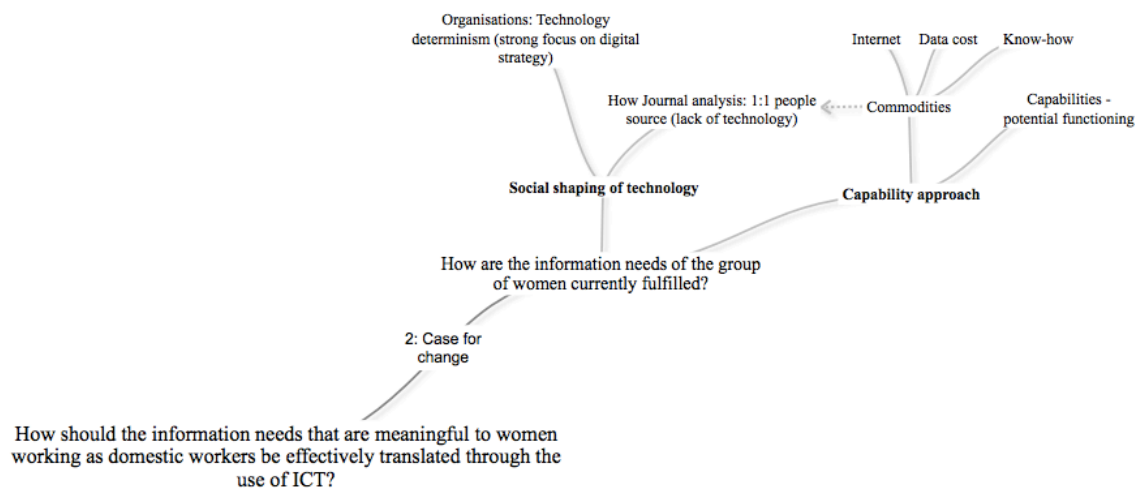 Organisations: Technology
determinism (strong focus on digital
strategy)
Internet
Data cost
Know-how
How Journal analysis: 1:1 people
source (lack of technology)
Commodities
Capabilities -
potential functioning
Social shaping of technology
Capability approach
How are the information needs of the group
of women currently fulfilled?
2: Case for
change
How should the information needs that are meaningful to women
working as domestic workers be effectively translated through the
use of ICT?